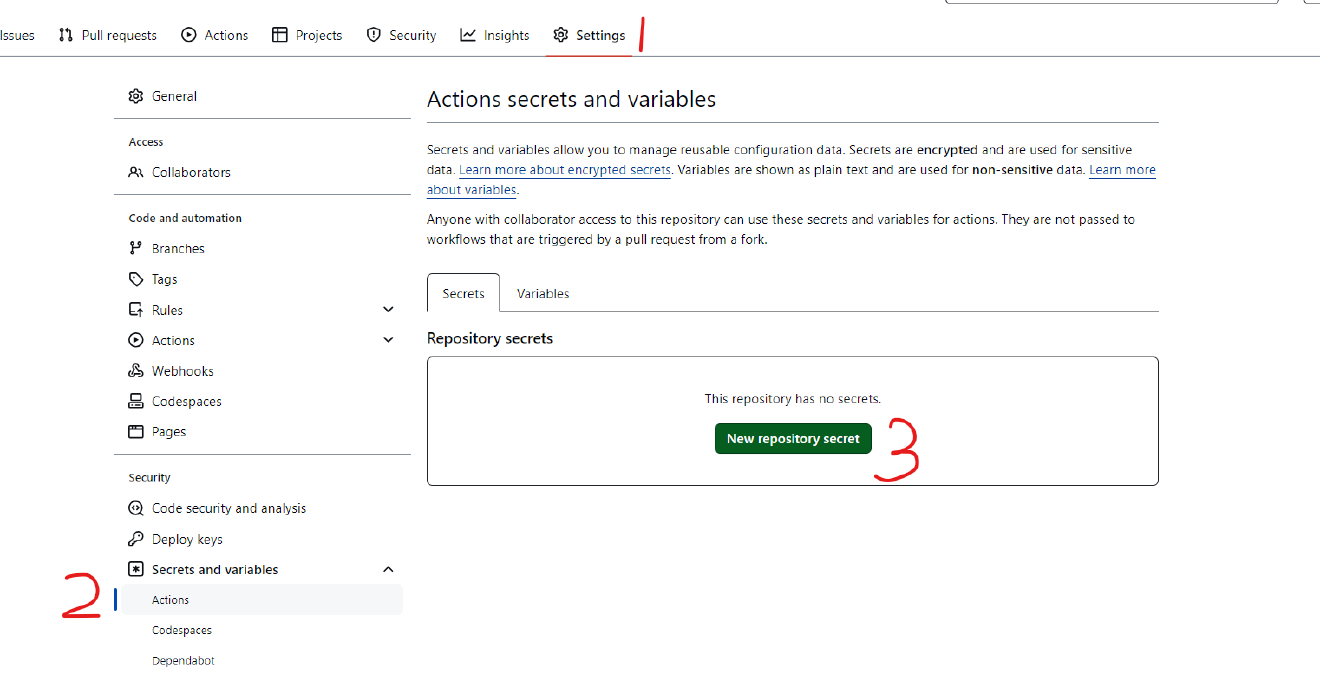 Issues Pull requests Actions Projects Security Insights Settings 1
General
Access
Collaborators
Code and automation
Branches
Tags
Rules
Actions
Webhooks
Codespaces
Pages
Security
Code security and analysis
Deploy keys
Secrets and variables
2
Actions
Codespaces
Dependabot
Actions secrets and variables
Secrets and variables allow you to manage reusable configuration data. Secrets are encrypted and are used for sensitive
data. Learn more about encrypted secrets. Variables are shown as plain text and are used for non-sensitive data. Learn more
about variables.
Anyone with collaborator access to this repository can use these secrets and variables for actions. They are not passed to
workflows that are triggered by a pull request from a fork.
Secrets Variables
Repository secrets
This repository has no secrets.
New repository secret 3